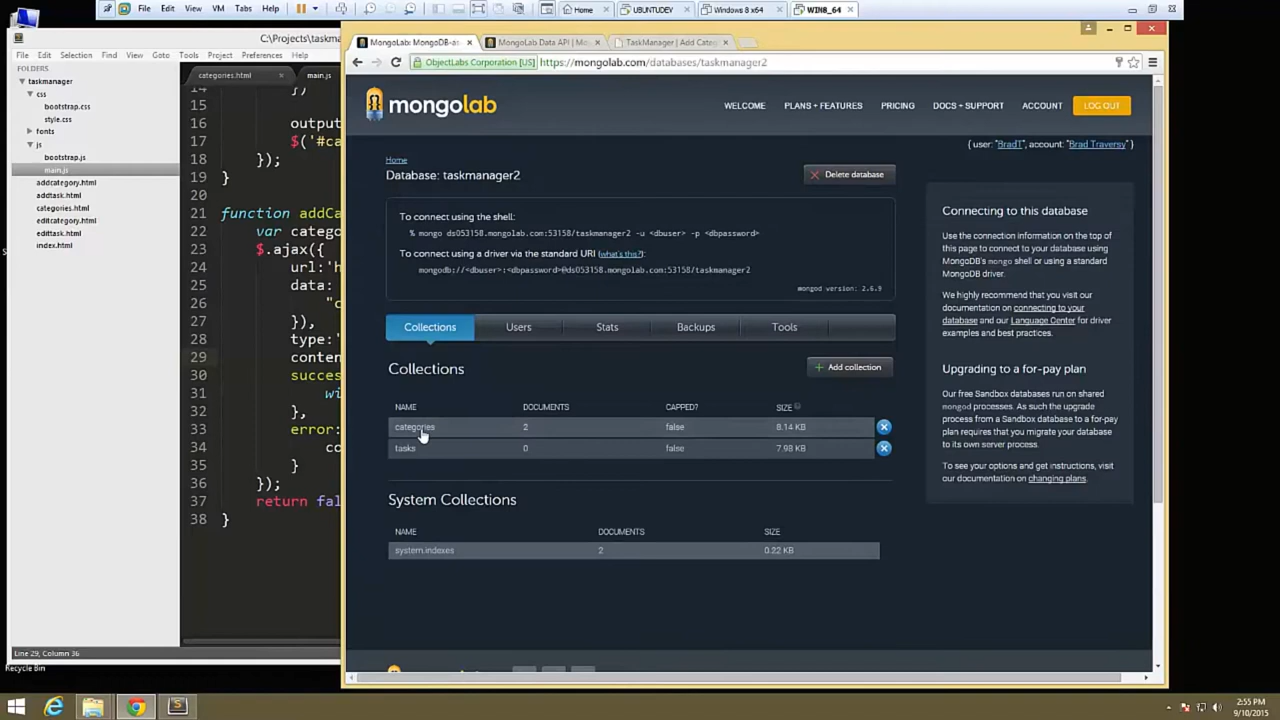 File Edit View VM Tabs Help
Home
UBUNTUDEV
Windows 8 x64
WIN8_64
C:\Projects\taskma
File Edit Selection Find View Goto Tools Project Preferences Help
FOLDERS
taskmanager
css
bootstrap.css
style.css
fonts
js
bootstrap.js
main.js
addcategory.html
addtask.html
categories.html
editcategory.html
edittask.html
index.html
categories.html
main.js
14 })
15
16 output
17 $('#ca
18 });
19 }
20
21 function addCa
22 var catego
23 $.ajax({
24 url:'h
25 data:
26 "c
27 }),
28 type:'
29 conten
30 succes
31 wi
32 },
33 error:
34 co
35 }
36 });
37 return fal
38 }
Line 29, Column 36
Recycle Bin
MongoLab: MongoDB-as
MongoLab Data API | Mo
TaskManager | Add Categ
ObjectLabs Corporation [US]
https://mongolab.com/databases/taskmanager2
mongolab
WELCOME PLANS + FEATURES PRICING DOCS + SUPPORT ACCOUNT LOG OUT
{ user: "BradT", account: "Brad Traversy" }
Home
Database: taskmanager2
Delete database
To connect using the shell:
% mongo ds053158.mongolab.com:53158/taskmanager2 -u <dbuser> -p <dbpassword>
To connect using a driver via the standard URI (what's this?):
mongodb://<dbuser>:<dbpassword>@ds053158.mongolab.com:53158/taskmanager2
mongod version: 2.6.9
Collections Users Stats Backups Tools
Collections
+ Add collection
NAME DOCUMENTS CAPPED? SIZE
categories 2 false 8.14 KB
tasks 0 false 7.98 KB
System Collections
NAME DOCUMENTS SIZE
system.indexes 2 0.22 KB
Connecting to this database
Use the connection information on the top of
this page to connect to your database using
MongoDB's mongo shell or using a standard
MongoDB driver.
We highly recommend that you visit our
documentation on connecting to your
database and our Language Center for driver
examples and best practices.
Upgrading to a for-pay plan
Our free Sandbox databases run on shared
mongod processes. As such the upgrade
process from a Sandbox database to a for-pay
plan requires that you migrate your database
to its own server process.
To see your options and get instructions, visit
our documentation on changing plans.
2:55 PM
9/10/2015